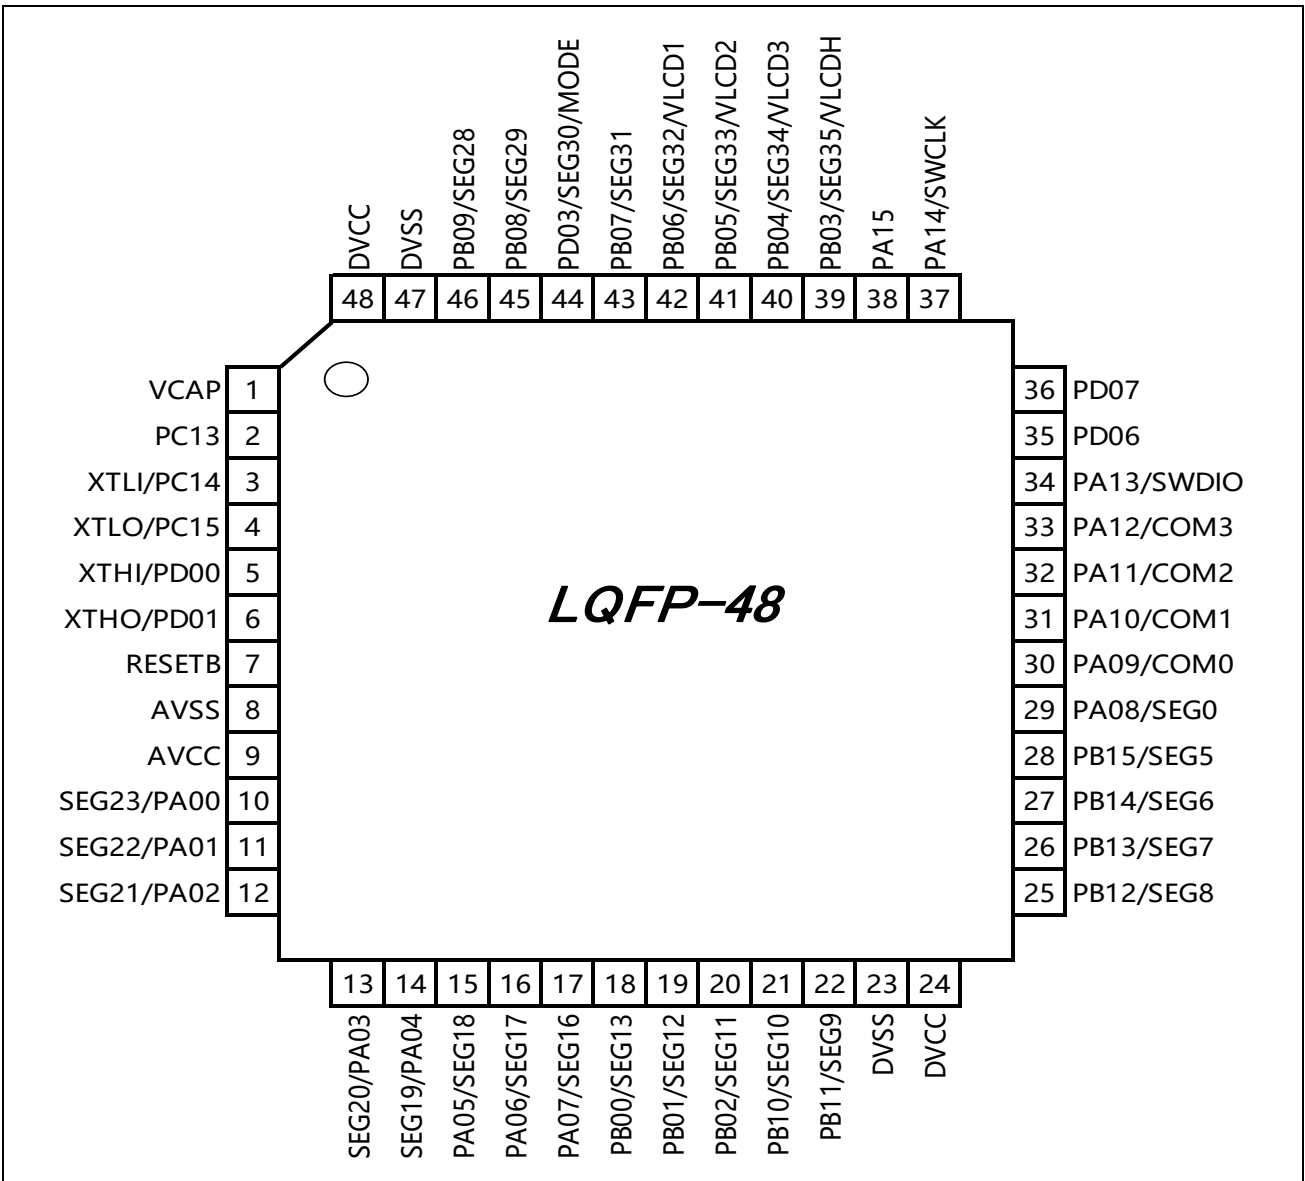 DVCC
DVSS
PB09/SEG28
PB08/SEG29
PD03/SEG30/MODE
PB07/SEG31
PB06/SEG32/VLCD1
PB05/SEG33/VLCD2
PB04/SEG34/VLCD3
PB03/SEG35/VLCDH
PA15
PA14/SWCLK
48 47 46 45 44 43 42 41 40 39 38 37
VCAP 1
PC13 2
XTLI/PC14 3
XTLO/PC15 4
XTHI/PD00 5
XTHO/PD01 6
RESETB 7
AVSS 8
AVCC 9
SEG23/PA00 10
SEG22/PA01 11
SEG21/PA02 12
LQFP-48
36 PD07
35 PD06
34 PA13/SWDIO
33 PA12/COM3
32 PA11/COM2
31 PA10/COM1
30 PA09/COM0
29 PA08/SEG0
28 PB15/SEG5
27 PB14/SEG6
26 PB13/SEG7
25 PB12/SEG8
13 14 15 16 17 18 19 20 21 22 23 24
SEG20/PA03
SEG19/PA04
PA05/SEG18
PA06/SEG17
PA07/SEG16
PB00/SEG13
PB01/SEG12
PB02/SEG11
PB10/SEG10
PB11/SEG9
DVSS
DVCC